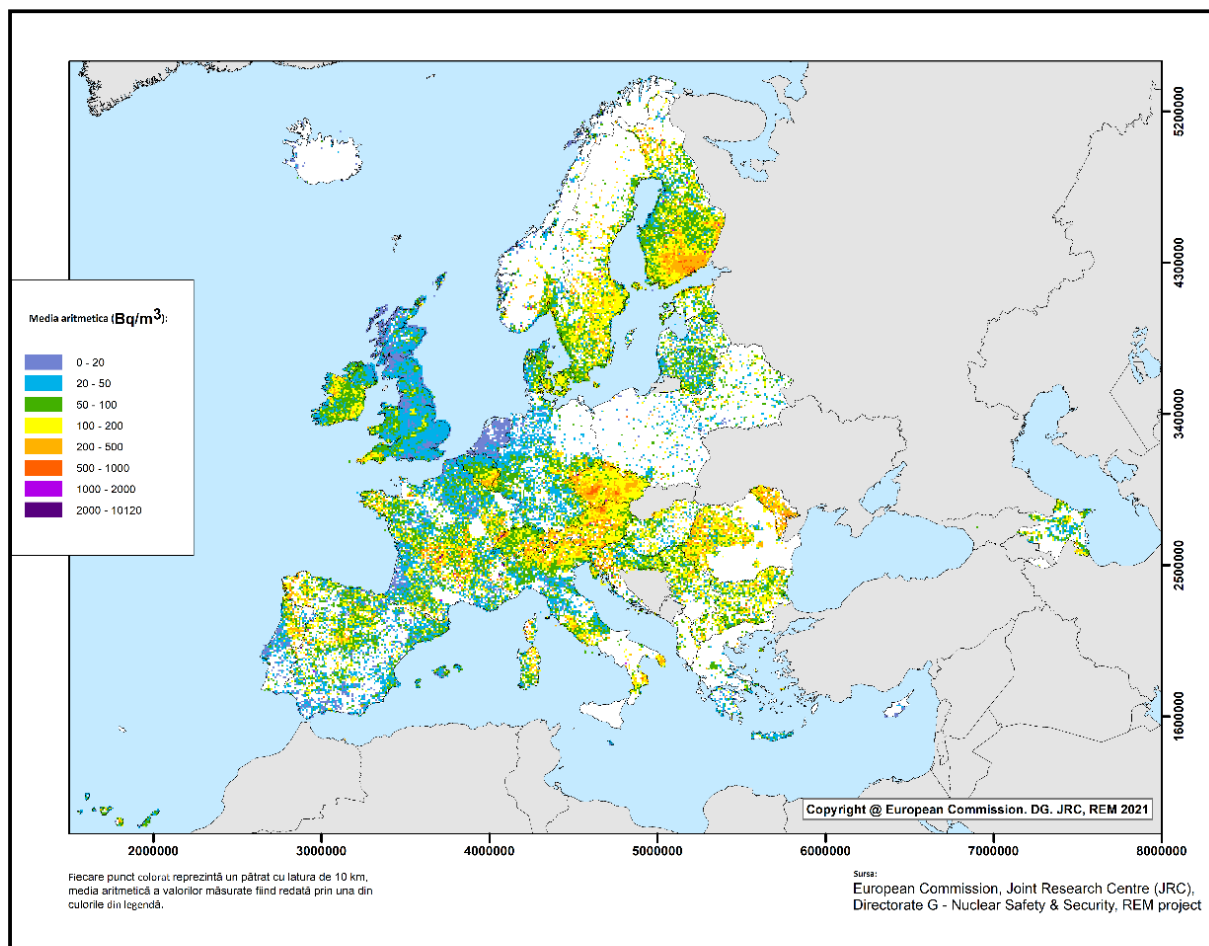 Media aritmetica (Bq/m³):
0 - 20
20 - 50
50 - 100
100 - 200
200 - 500
500 - 1000
1000 - 2000
2000 - 10120
5200000
4300000
3400000
2500000
1600000
Copyright @ European Commission. DG. JRC, REM 2021
2000000 3000000 4000000 5000000 6000000 7000000 8000000
Fiecare punct colorat reprezintă un pătrat cu latura de 10 km,
media aritmetică a valorilor măsurate fiind redată prin una din
culorile din legendă.
Sursa:
European Commission, Joint Research Centre (JRC),
Directorate G - Nuclear Safety & Security, REM project